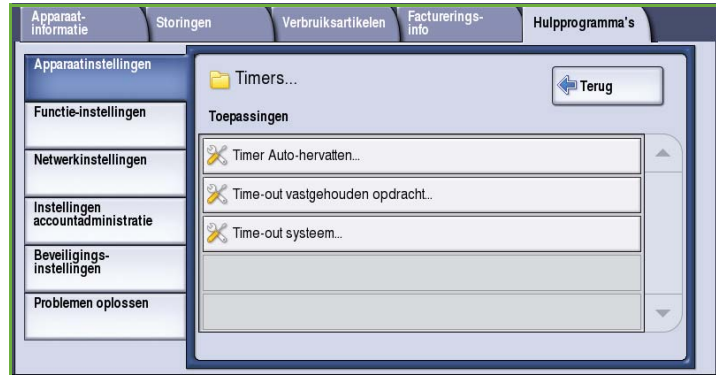 Apparaat-
informatie
Storingen
Verbruiksartikelen
Facturerings-
info
Hulpprogramma's
Apparaatinstellingen
Functie-instellingen
Netwerkinstellingen
Instellingen
accountadministratie
Beveiligings-
instellingen
Problemen oplossen
Timers...
Terug
Toepassingen
Timer Auto-hervatten...
Time-out vastgehouden opdracht...
Time-out systeem...